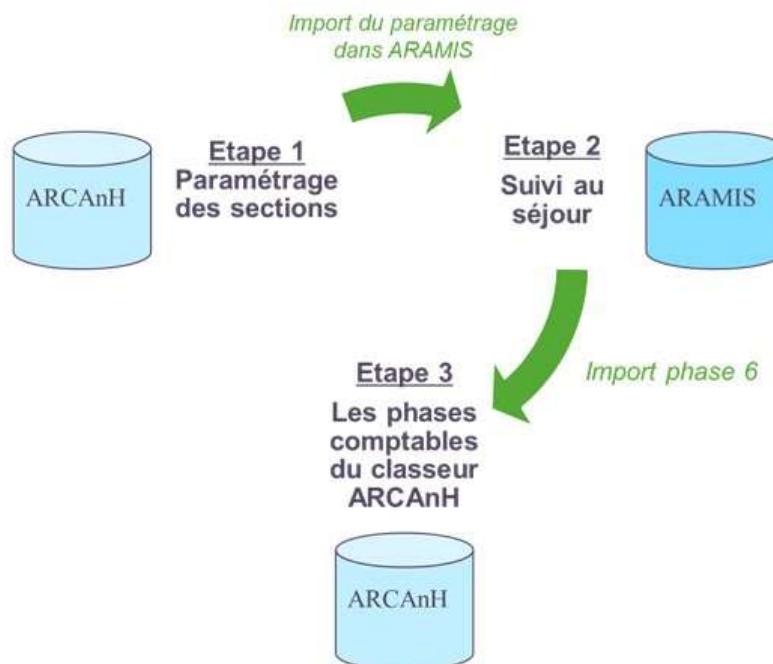 Import du paramétrage
dans ARAMIS
ARCAnH
Etape 1
Paramétrage
des sections
Etape 2
Suivi au
séjour
ARAMIS
Etape 3
Les phases
comptables
du classeur
ARCAnH
Import phase 6
ARCAnH